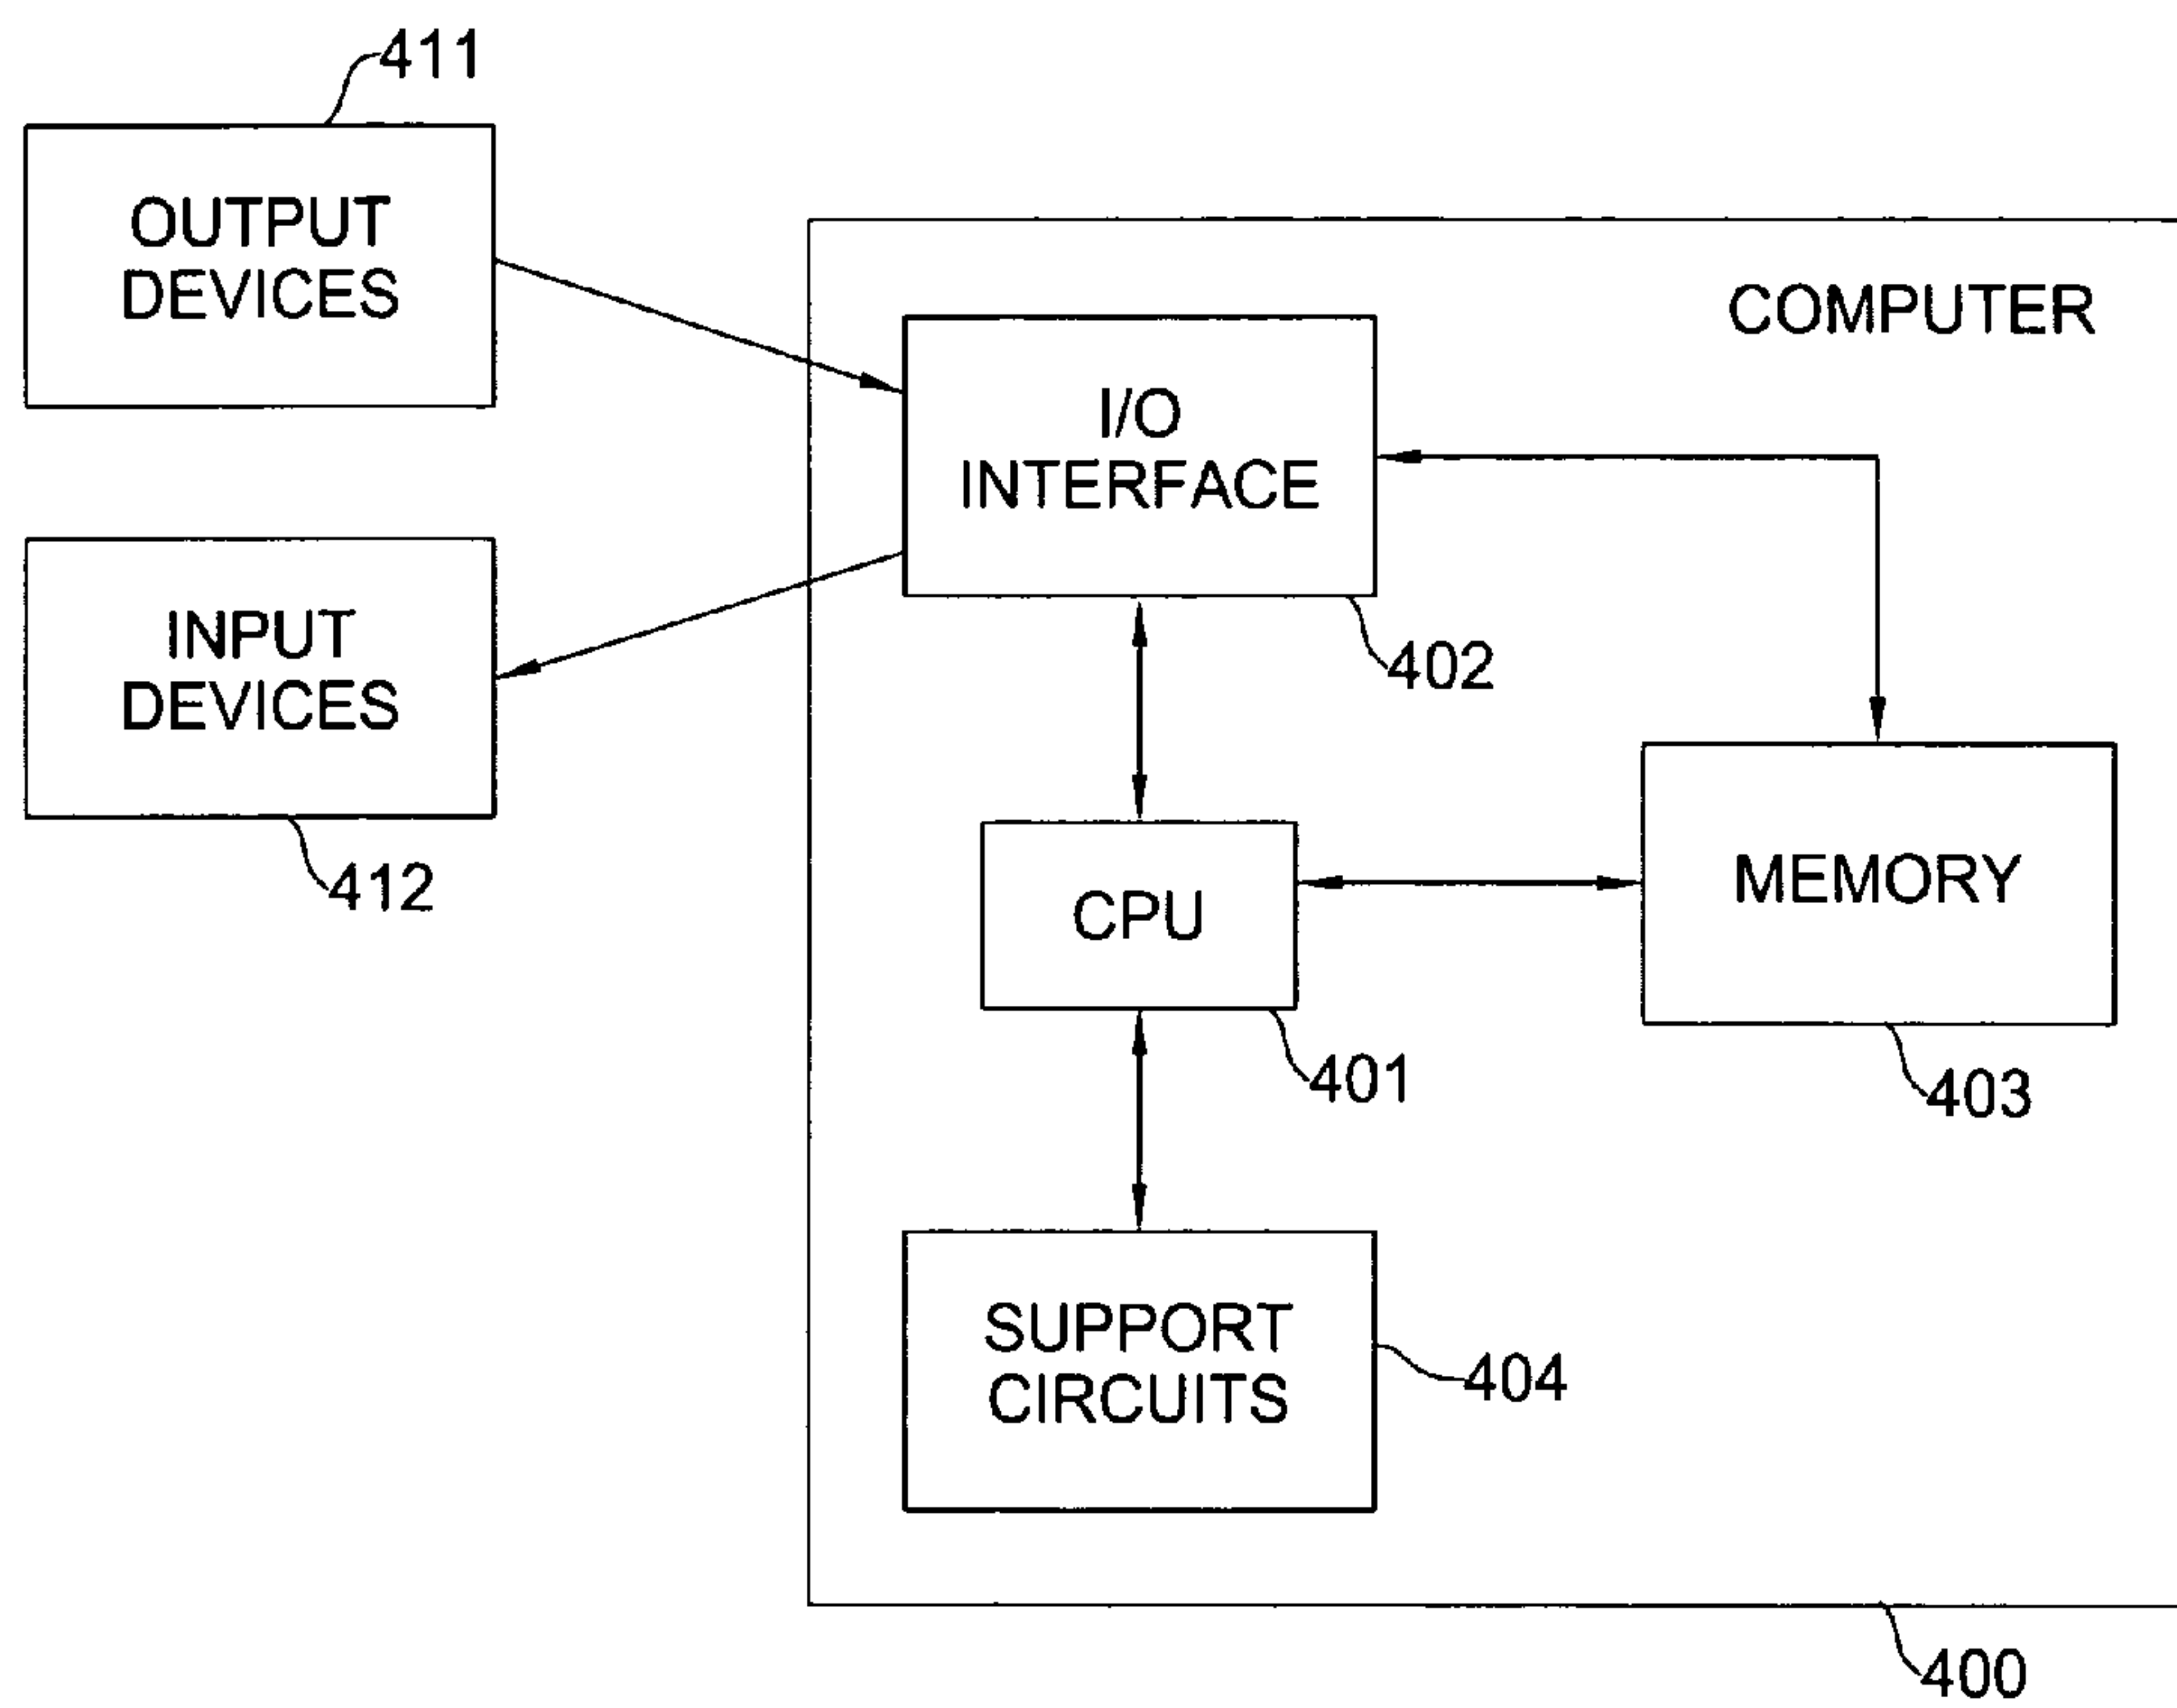 411
OUTPUT
DEVICES
COMPUTER
I/O
INTERFACE
402
INPUT
DEVICES
412
CPU
401
MEMORY
403
SUPPORT
CIRCUITS
404
400